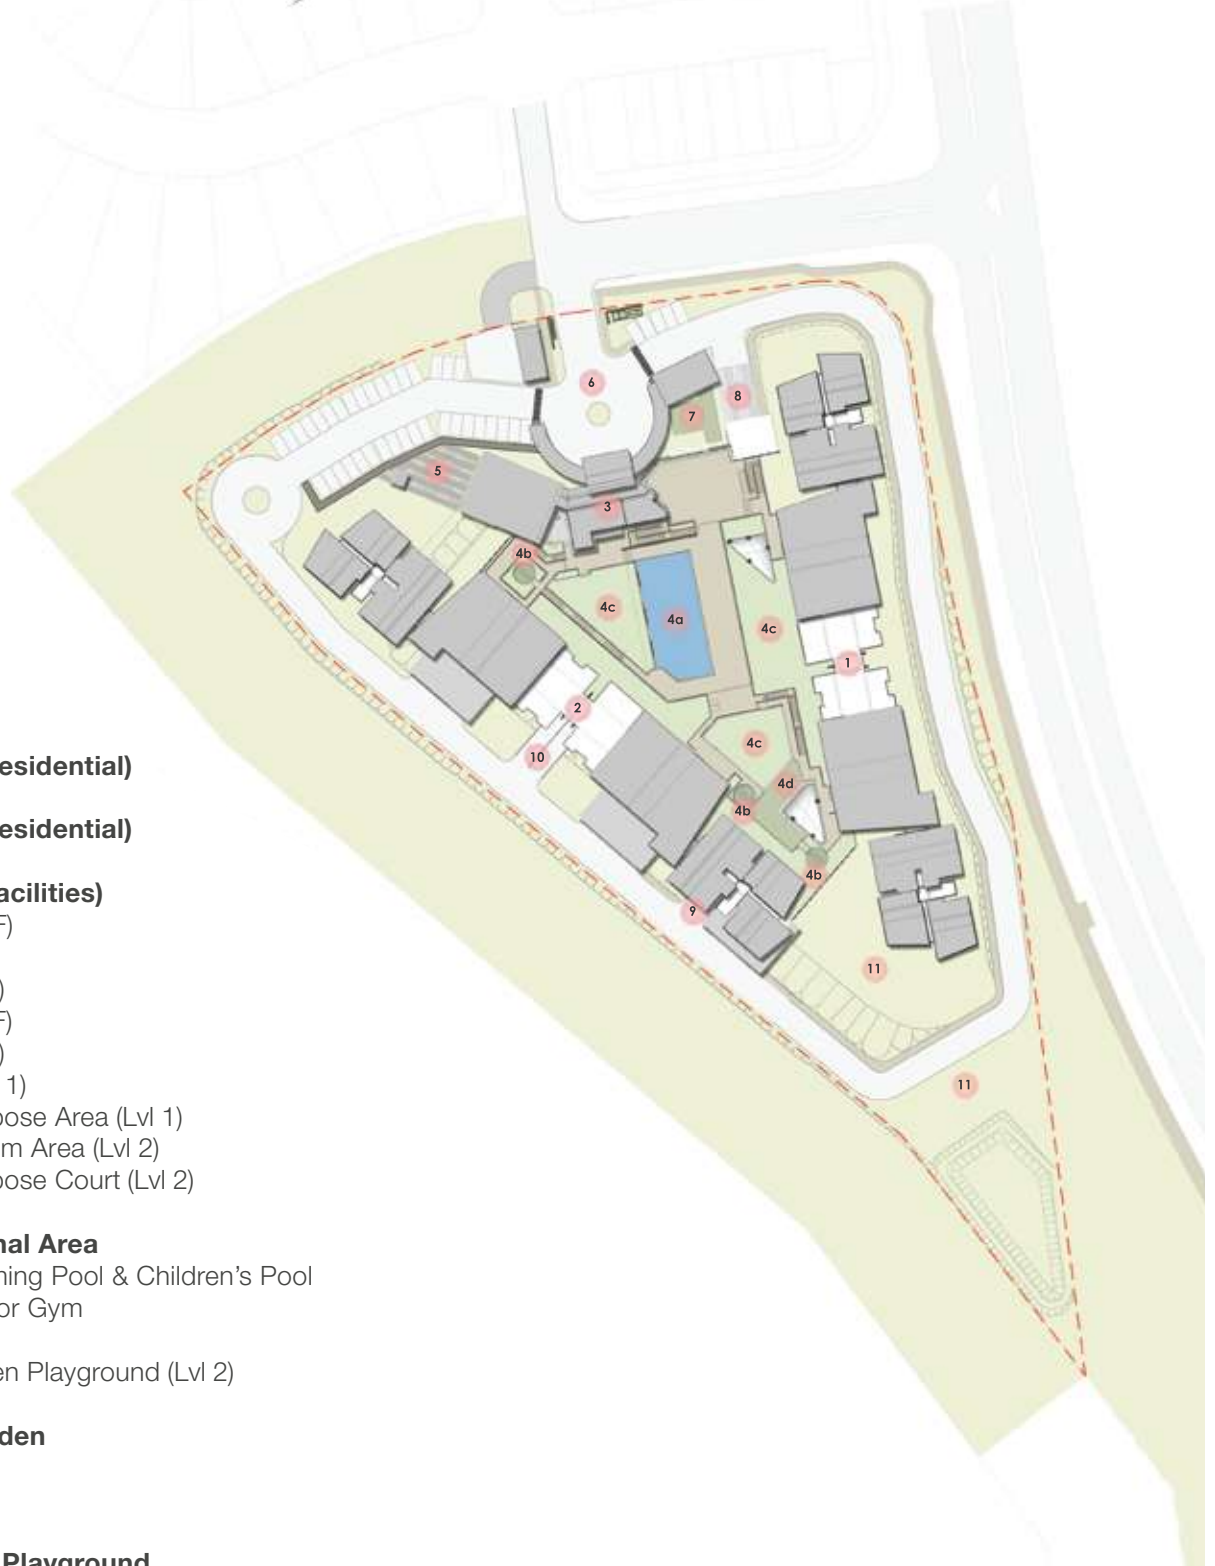 6
8
7
5
3
4b
4c
4a
4c
1
2
4c
10
4d
4b
4b
9
11
11
esidential)
esidential)
acilities)
F)
)
F)
)
1)
oose Area (Lvl 1)
m Area (Lvl 2)
oose Court (Lvl 2)
nal Area
ning Pool & Children's Pool
or Gym
en Playground (Lvl 2)
den
Playground